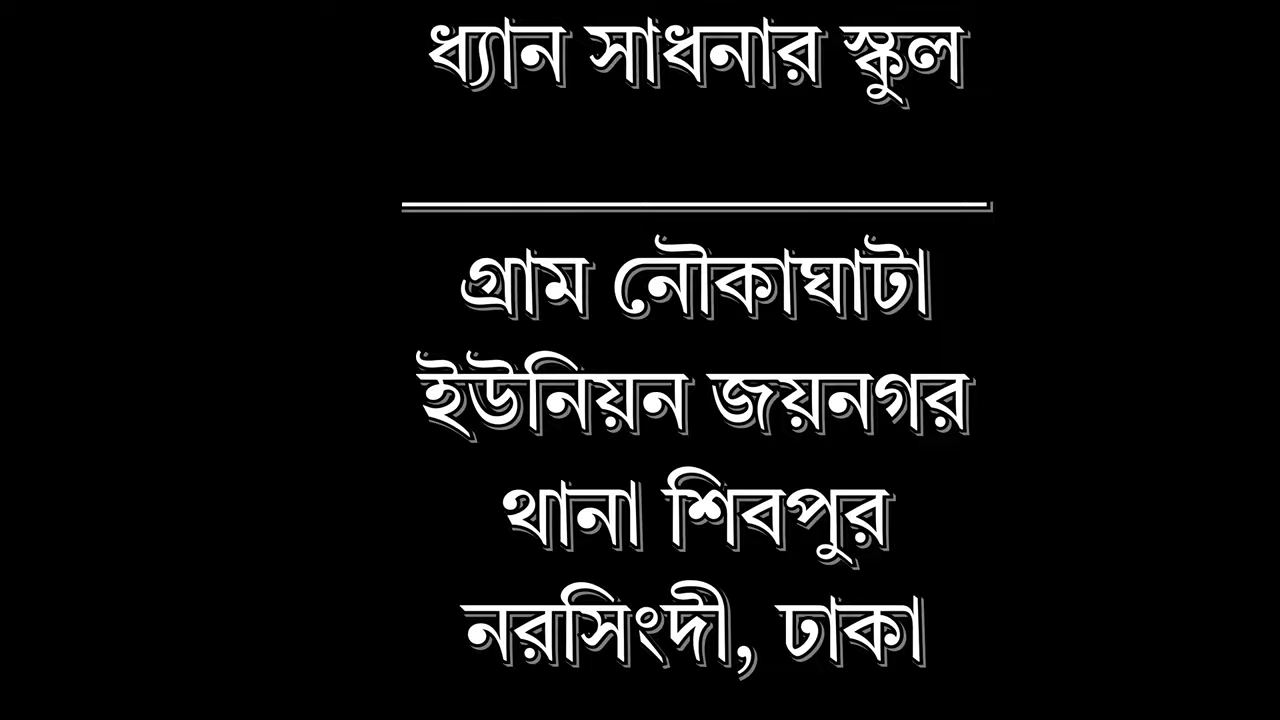 ধ্যান সাধনার স্কুল
গ্রাম নৌকাঘাটা
ইউনিয়ন জয়নগর
থানা শিবপুর
নরসিংদী, ঢাকা